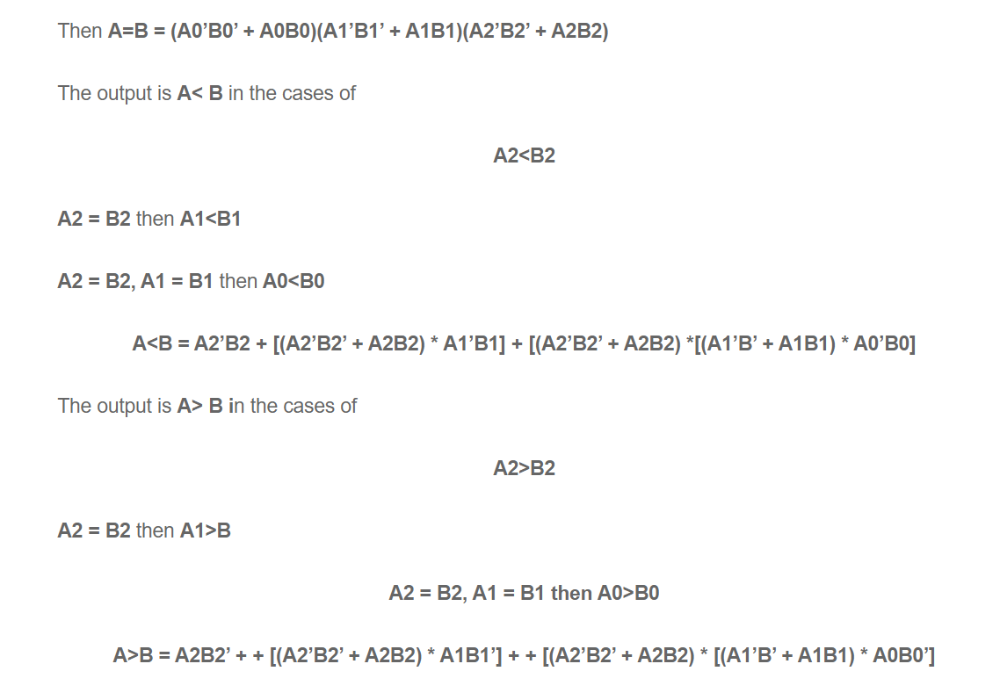 Then A=B = (A0’B0’ + A0B0)(A1’B1’ + A1B1)(A2’B2’ + A2B2)
The output is A< B in the cases of
A2<B2
A2 = B2 then A1<B1
A2 = B2, A1 = B1 then A0<B0
A<B = A2’B2 + [(A2’B2’ + A2B2) * A1’B1] + [(A2’B2’ + A2B2) *[(A1’B’ + A1B1) * A0’B0]
The output is A> B in the cases of
A2>B2
A2 = B2 then A1>B
A2 = B2, A1 = B1 then A0>B0
A>B = A2B2’ + + [(A2’B2’ + A2B2) * A1B1’] + + [(A2’B2’ + A2B2) * [(A1’B’ + A1B1) * A0B0’]